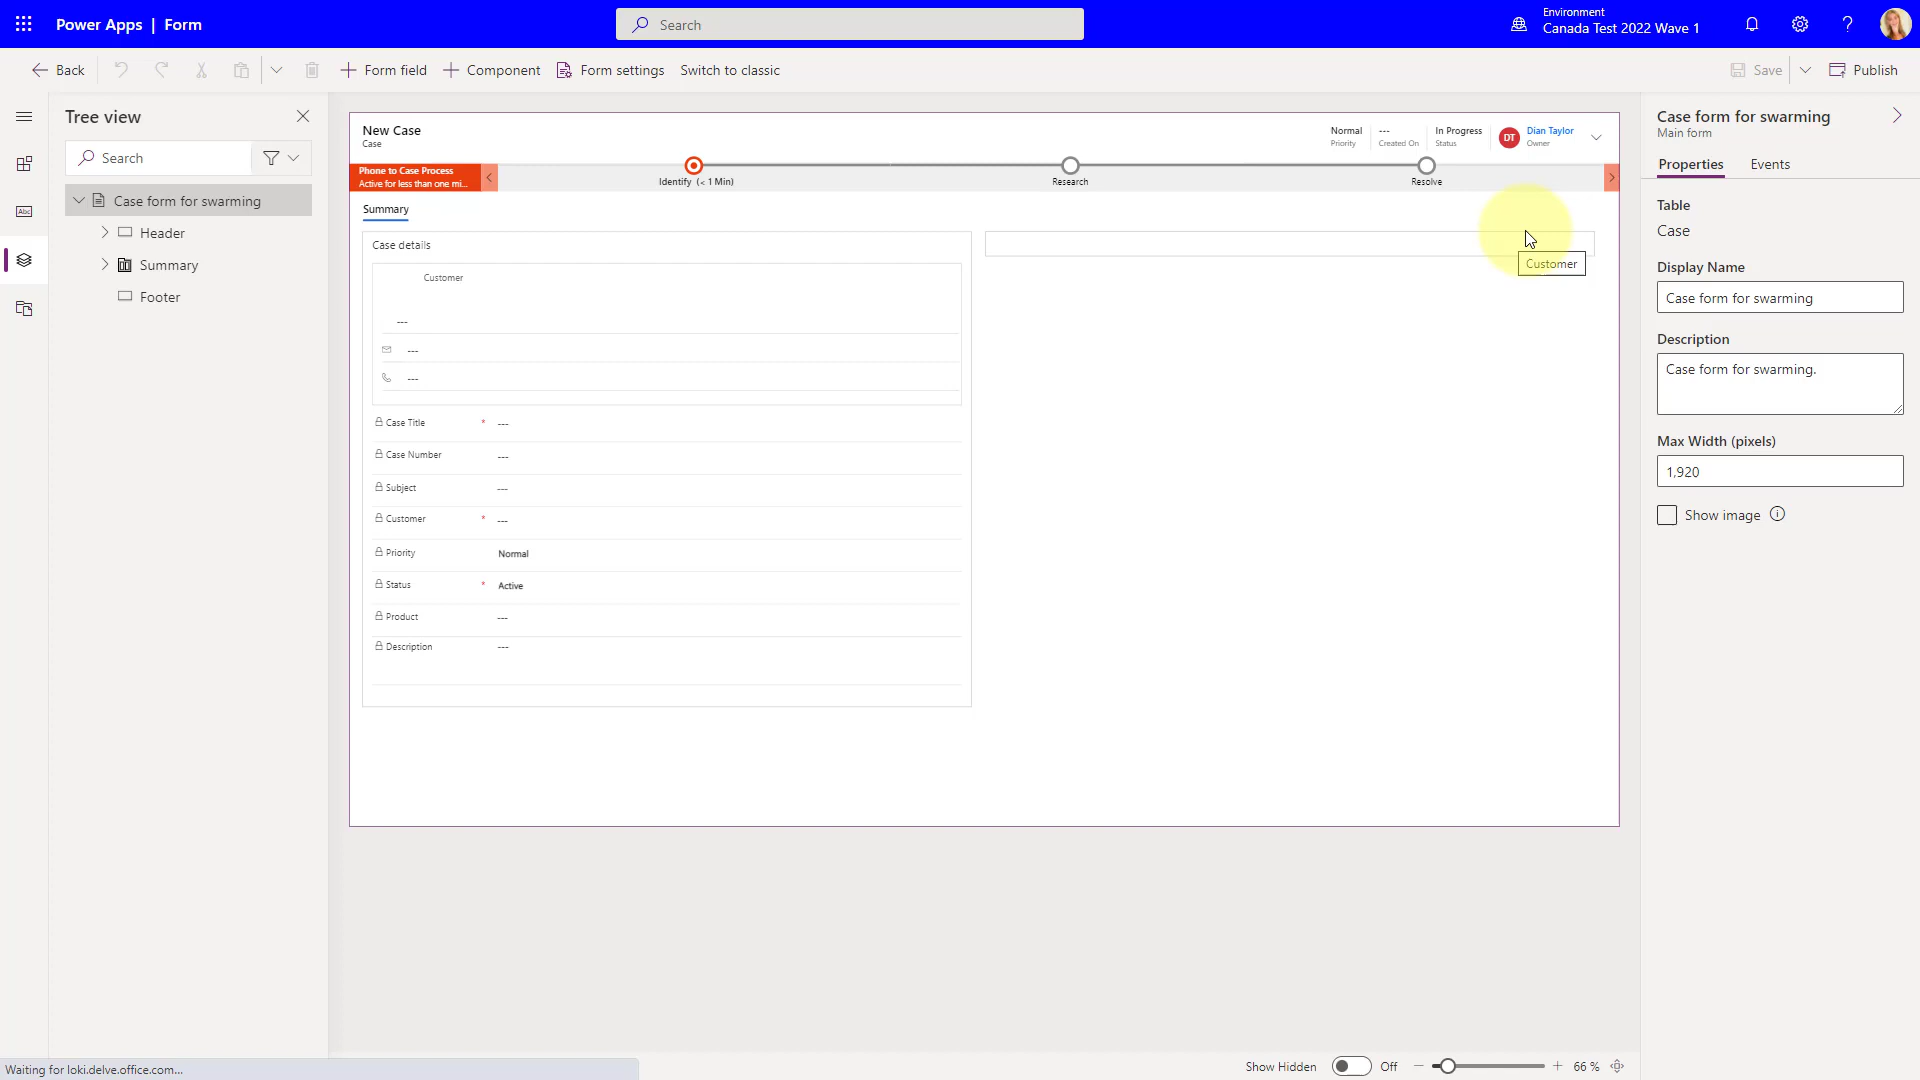 Power Apps | Form
Search
Environment
Canada Test 2022 Wave 1
Back
Form field
Component
Form settings
Switch to classic
Save
Publish
Tree view
Search
Case form for swarming
Header
Summary
Footer
Abc
New Case
Case
Normal
Priority
---
Created On
In Progress
Status
DT
Dian Taylor
Owner
Phone to Case Process
Active for less than one mi...
Identify (< 1 Min)
Research
Resolve
Summary
Case details
Customer
---
---
---
Case Title * ---
Case Number ---
Subject ---
Customer * ---
Priority Normal
Status * Active
Product ---
Description ---
Customer
Case form for swarming
Main form
Properties
Events
Table
Case
Display Name
Case form for swarming
Description
Case form for swarming.
Max Width (pixels)
1,920
Show image
Waiting for loki.delve.office.com...
Show Hidden
Off
66 %